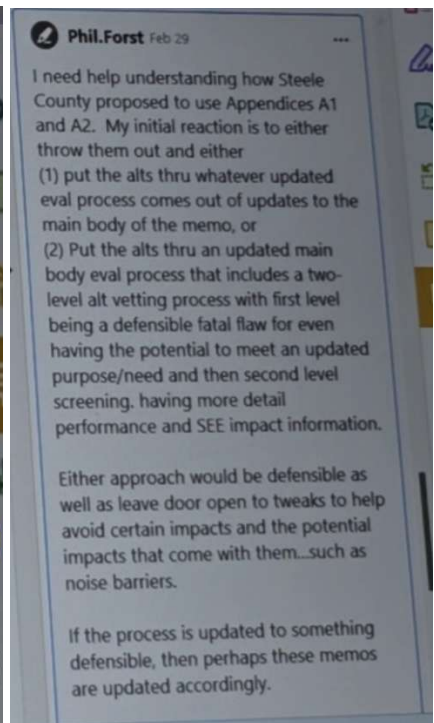 Phil.Forst Feb 29
I need help understanding how Steele
County proposed to use Appendices A1
and A2. My initial reaction is to either
throw them out and either
(1) put the alts thru whatever updated
eval process comes out of updates to the
main body of the memo, or
(2) Put the alts thru an updated main
body eval process that includes a two-
level alt vetting process with first level
being a defensible fatal flaw for even
having the potential to meet an updated
purpose/need and then second level
screening. having more detail
performance and SEE impact information.
Either approach would be defensible as
well as leave door open to tweaks to help
avoid certain impacts and the potential
impacts that come with them...such as
noise barriers.
If the process is updated to something
defensible, then perhaps these memos
are updated accordingly.